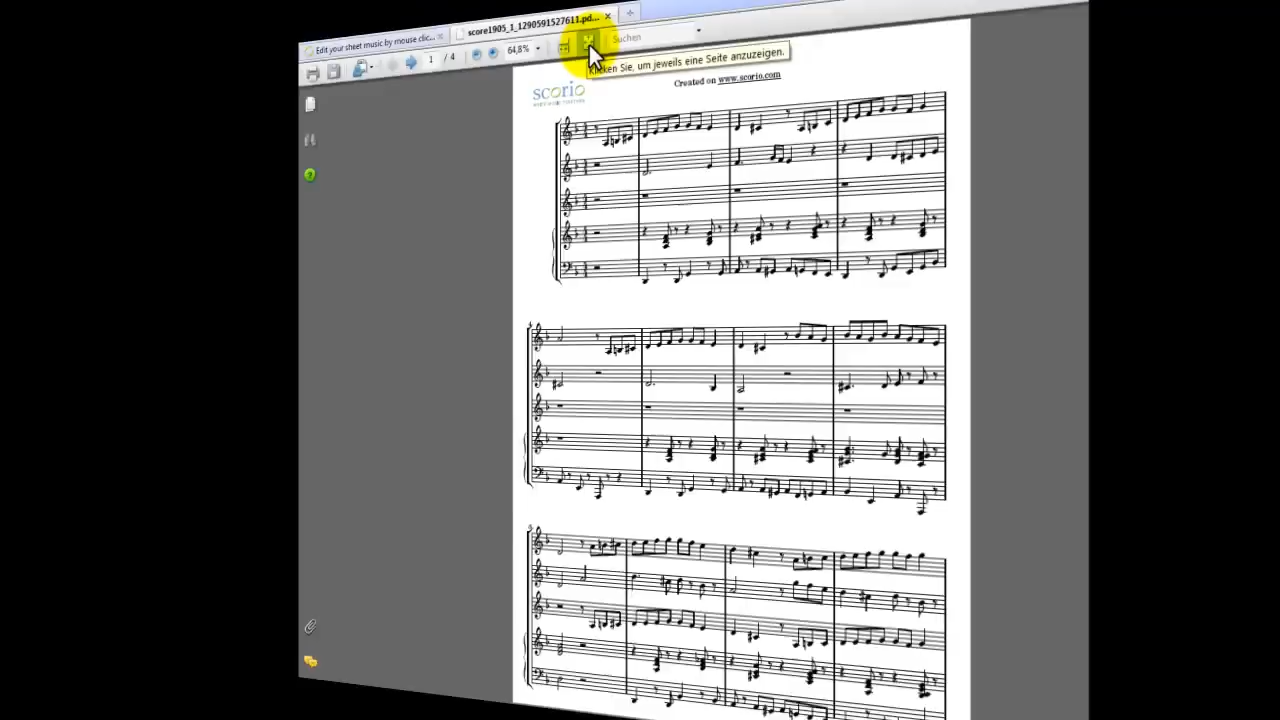 Edit your sheet music by mouse clic...
score1905_1_1290591527611.pd...
1 / 4
64,8%
Suchen
Klicken Sie, um jeweils eine Seite anzuzeigen.
Created on www.scorio.com
scorio